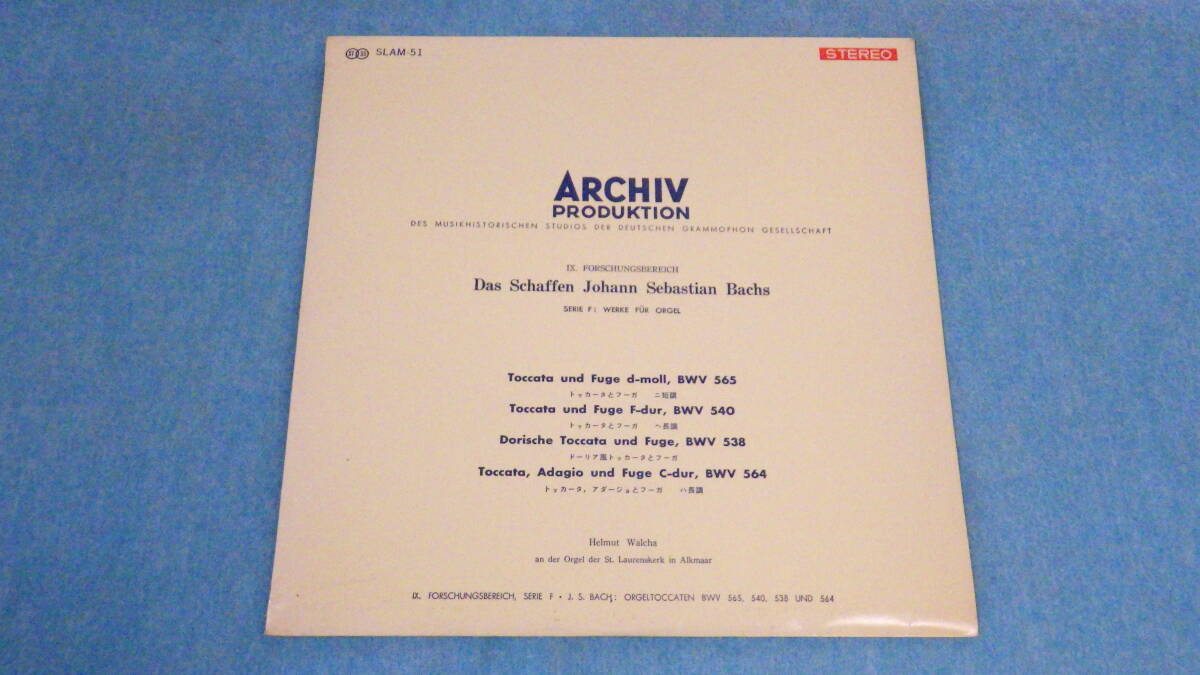 SLAM-51
STEREO
ARCHIV
PRODUKTION
DES MUSIKHISTORISCHEN STUDIOS DER DEUTSCHEN GRAMMOPHON GESELLSCHAFT
IX. FORSCHUNGSBEREICH
Das Schaffen Johann Sebastian Bachs
SERIE F: WERKE FÜR ORGEL
Toccata und Fuge d-moll, BWV 565
トッカータとフーガ ニ短調
Toccata und Fuge F-dur, BWV 540
トッカータとフーガ ヘ長調
Dorische Toccata und Fuge, BWV 538
ドーリア風トッカータとフーガ
Toccata, Adagio und Fuge C-dur, BWV 564
トッカータ, アダージョとフーガ ハ長調
Helmut Walcha
an der Orgel der St. Laurenskerk in Alkmaar
IX. FORSCHUNGSBEREICH, SERIE F • J. S. BACH: ORGELTOCCATEN BWV 565, 540, 538 UND 564